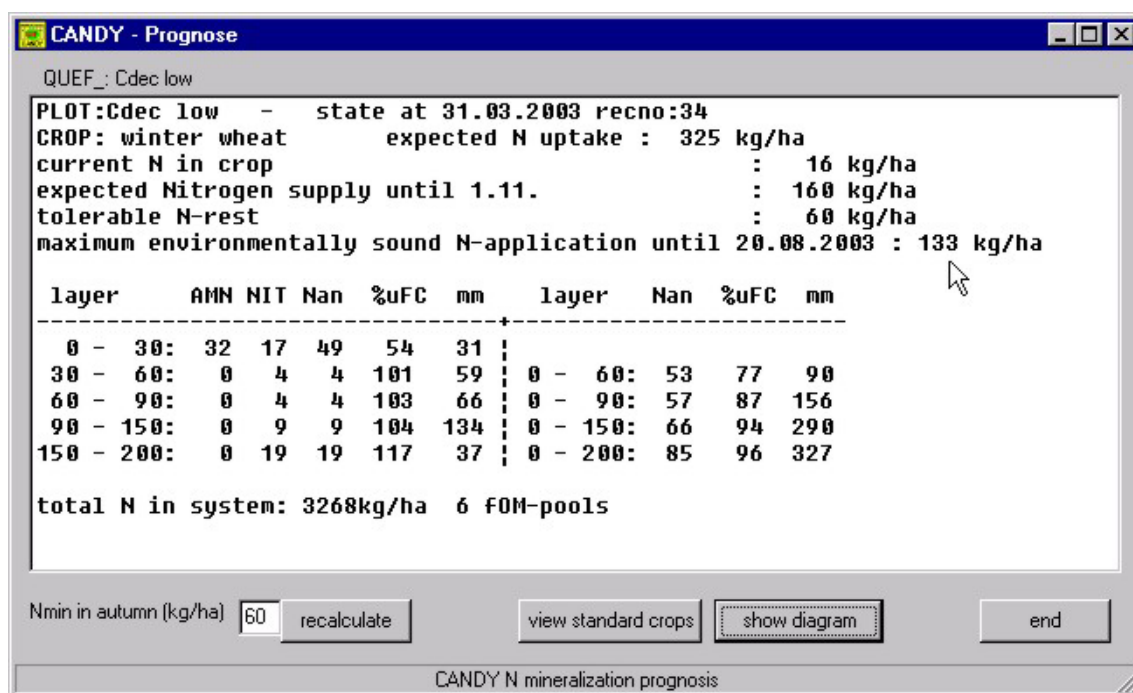 CANDY - Prognose
QUEF_: Cdec low
PLOT:Cdec low - state at 31.03.2003 recno:34
CROP: winter wheat expected N uptake : 325 kg/ha
current N in crop : 16 kg/ha
expected Nitrogen supply until 1.11. : 160 kg/ha
tolerable N-rest : 60 kg/ha
maximum environmentally sound N-application until 20.08.2003 : 133 kg/ha
layer AMN NIT Nan %uFC mm layer Nan %uFC mm
-----------------------------------+-------------------------
0 - 30: 32 17 49 54 31 ¦
30 - 60: 0 4 4 101 59 ¦ 0 - 60: 53 77 90
60 - 90: 0 4 4 103 66 ¦ 0 - 90: 57 87 156
90 - 150: 0 9 9 104 134 ¦ 0 - 150: 66 94 290
150 - 200: 0 19 19 117 37 ¦ 0 - 200: 85 96 327
total N in system: 3268kg/ha 6 fOM-pools
Nmin in autumn (kg/ha) 60 recalculate view standard crops show diagram end
CANDY N mineralization prognosis